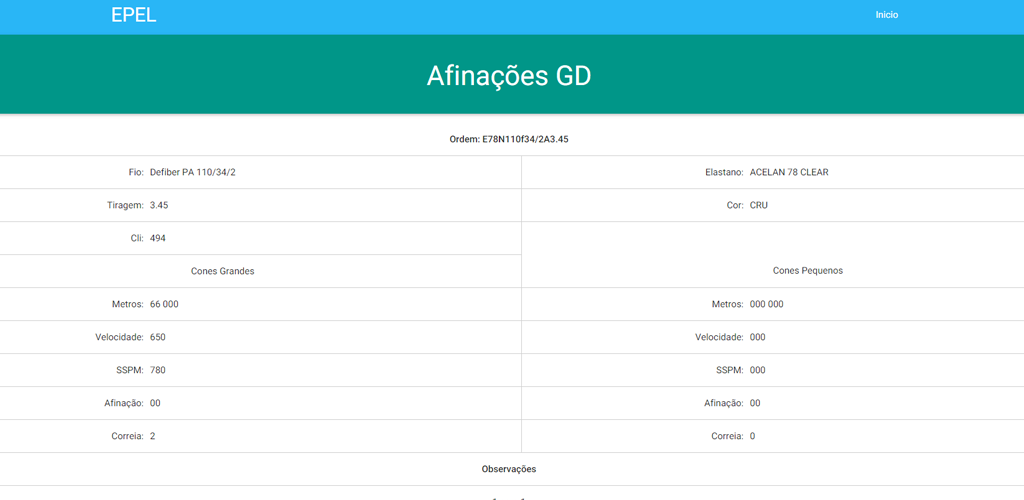 EPEL Inicio
Afinações GD
Ordem: E78N110f34/2A3.45
Fio: Defiber PA 110/34/2 Elastano: ACELAN 78 CLEAR
Tiragem: 3.45 Cor: CRU
Cli: 494
Cones Grandes Cones Pequenos
Metros: 66 000 Metros: 000 000
Velocidade: 650 Velocidade: 000
SSPM: 780 SSPM: 000
Afinação: 00 Afinação: 00
Correia: 2 Correia: 0
Observações